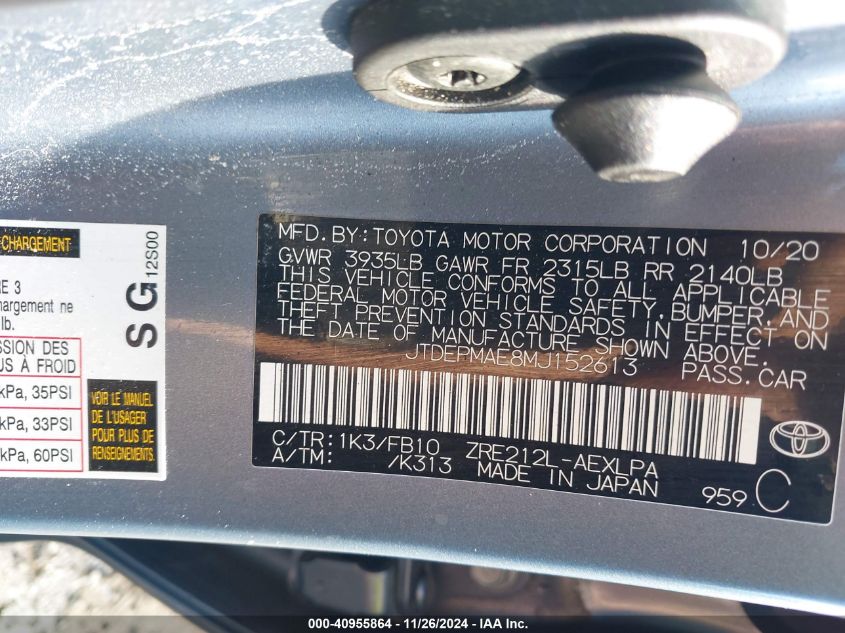 CHARGEMENT
RE 3
chargement ne
lb.
SSION DES
MUS À FROID
kPa, 35PSI
kPa, 33PSI
kPa, 60PSI
SG
12S00
VOIR LE MANUEL
DE L'USAGER
POUR PLUS DE
RENSEIGNEMENTS
MFD. BY: TOYOTA MOTOR CORPORATION 10/20
GVWR 3935LB GAWR FR 2315LB RR 2140LB
THIS VEHICLE CONFORMS TO ALL APPLICABLE
FEDERAL MOTOR VEHICLE SAFETY, BUMPER, AND
THEFT PREVENTION STANDARDS IN EFFECT ON
THE DATE OF MANUFACTURE SHOWN ABOVE.
JTDEPMAE8MJ152613 PASS.CAR
C/TR: 1K3/FB10 ZRE212L-AEXLPA
A/TM: /K313 MADE IN JAPAN
959 C
000-40955864 - 11/26/2024 - IAA Inc.